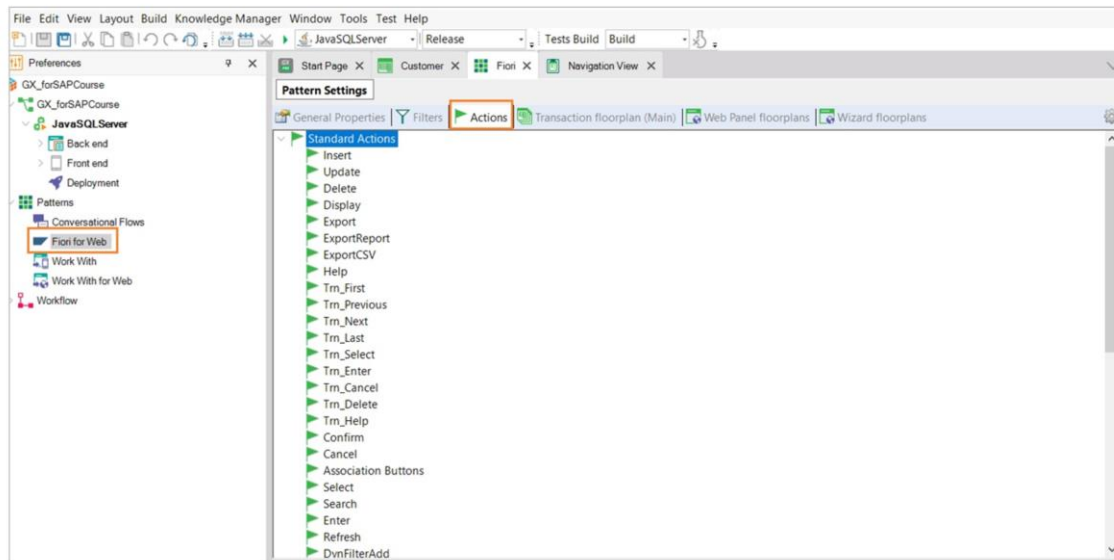 File Edit View Layout Build Knowledge Manager Window Tools Test Help
JavaSQLServer Release Tests Build Build
Preferences
Start Page Customer Fiori Navigation View
GX_forSAPCourse
GX_forSAPCourse
JavaSQLServer
Back end
Front end
Deployment
Patterns
Conversational Flows
Fiori for Web
Work With
Work With for Web
Workflow
Pattern Settings
General Properties Filters Actions Transaction floorplan (Main) Web Panel floorplans Wizard floorplans
Standard Actions
Insert
Update
Delete
Display
Export
ExportReport
ExportCSV
Help
Trn_First
Trn_Previous
Trn_Next
Trn_Last
Trn_Select
Trn_Enter
Trn_Cancel
Trn_Delete
Trn_Help
Confirm
Cancel
Association Buttons
Select
Search
Enter
Refresh
DynFilterAdd